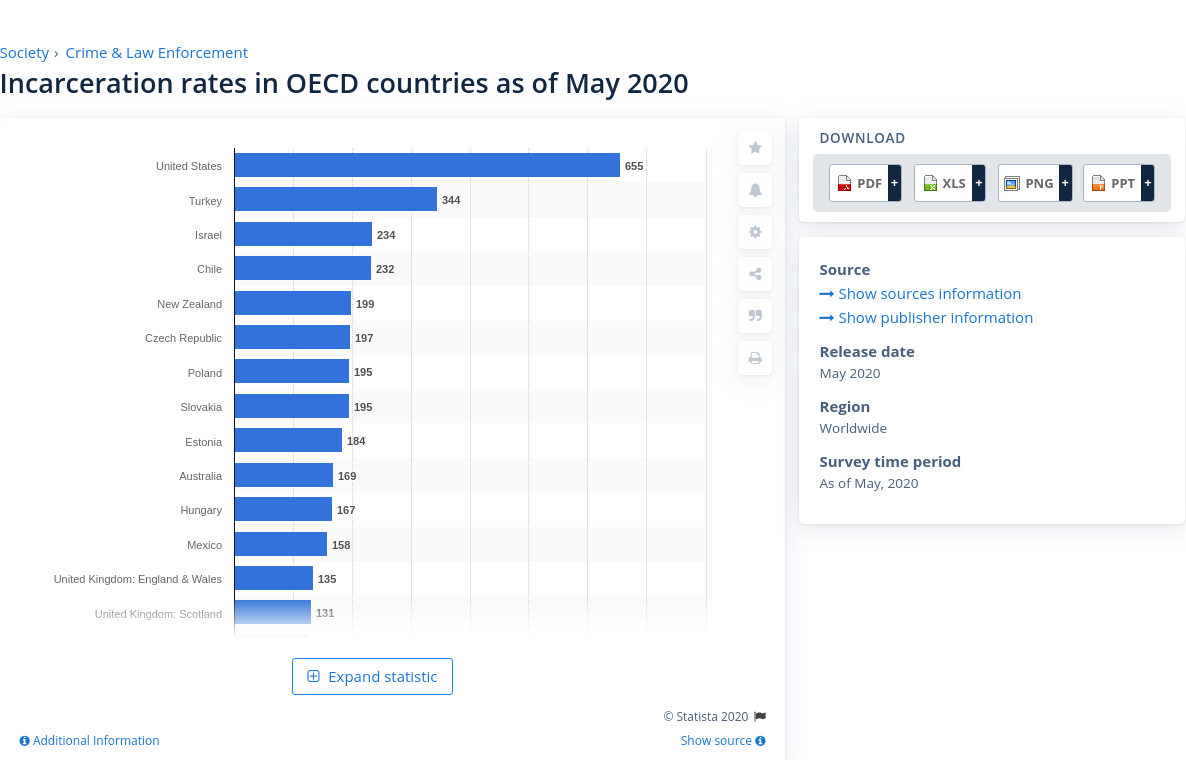 Society › Crime & Law Enforcement
Incarceration rates in OECD countries as of May 2020
United States 655
Turkey 344
Israel 234
Chile 232
New Zealand 199
Czech Republic 197
Poland 195
Slovakia 195
Estonia 184
Australia 169
Hungary 167
Mexico 158
United Kingdom: England & Wales 135
United Kingdom: Scotland 131
Expand statistic
© Statista 2020
Additional Information Show source
DOWNLOAD
PDF + XLS + PNG + PPT +
Source
Show sources information
Show publisher information
Release date
May 2020
Region
Worldwide
Survey time period
As of May, 2020